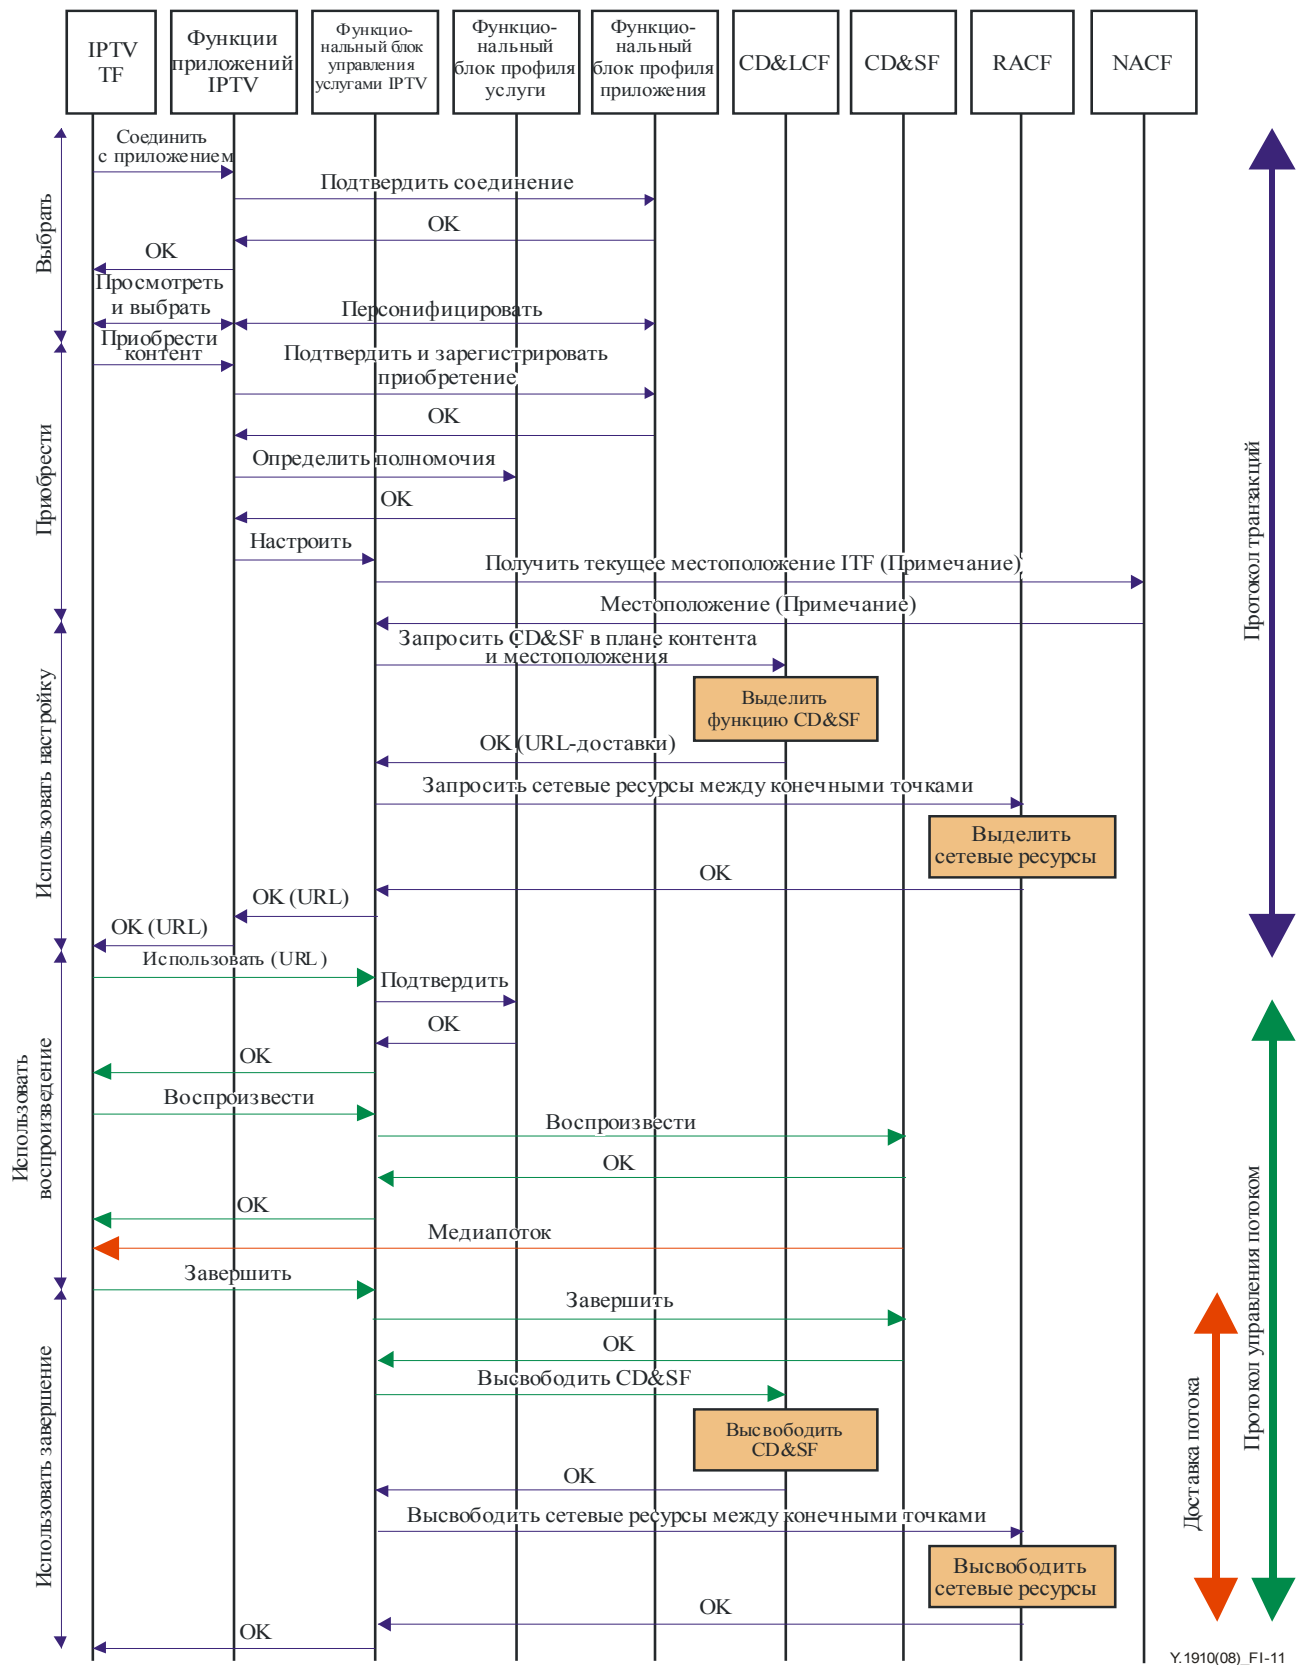 IPTV
TF
Функции
приложений
IPTV
Функцио-
нальный блок
управления
услугами IPTV
Функцио-
нальный
блок профиля
услуги
Функцио-
нальный
блок профиля
приложения
CD&LCF
CD&SF
RACF
NACF
Соединить
с приложением
Подтвердить соединение
OK
OK
Просмотреть
и выбрать
Персонифицировать
Выбрать
Приобрести
контент
Подтвердить и зарегистрировать
приобретение
OK
Определить полномочия
OK
Настроить
Получить текущее местоположение ITF (Примечание)
Местоположение (Примечание)
Приобрести
Запросить CD&SF в плане контента
и местоположения
Выделить
функцию CD&SF
OK (URL-доставки)
Запросить сетевые ресурсы между конечными точками
Выделить
сетевые ресурсы
OK
OK (URL)
OK (URL)
Использовать настройку
Протокол транзакций
Использовать (URL)
Подтвердить
OK
OK
Воспроизвести
Воспроизвести
OK
OK
Медиапоток
Использовать
воспроизведение
Завершить
Завершить
OK
Высвободить CD&SF
Высвободить
CD&SF
OK
Высвободить сетевые ресурсы между конечными точками
Высвободить
сетевые ресурсы
OK
OK
Использовать завершение
Доставка потока
Протокол управления потоком
Y.1910(08)_FI-11